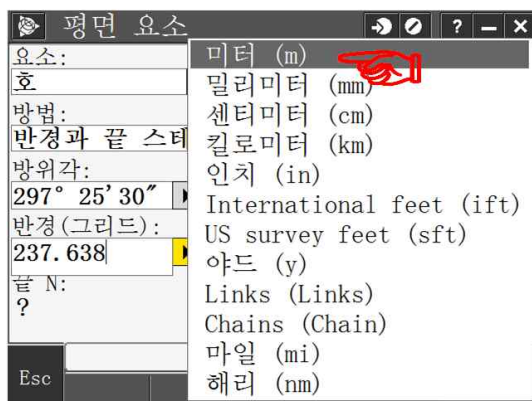 평면 요소
? – ×
요소:
호
방법:
반경과 끝 스테
방위각:
297° 25'30"
반경(그리드):
237.638
끝 N:
?
Esc
미터 (m)
밀리미터 (mm)
센티미터 (cm)
킬로미터 (km)
인치 (in)
International feet (ift)
US survey feet (sft)
야드 (y)
Links (Links)
Chains (Chain)
마일 (mi)
해리 (nm)